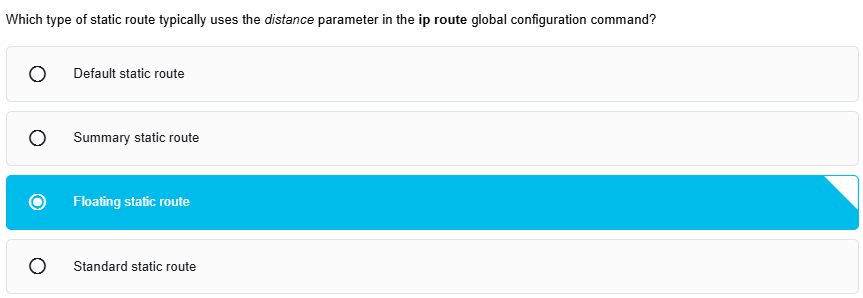 Which type of static route typically uses the distance parameter in the ip route global configuration command?
Default static route
Summary static route
Floating static route
Standard static route